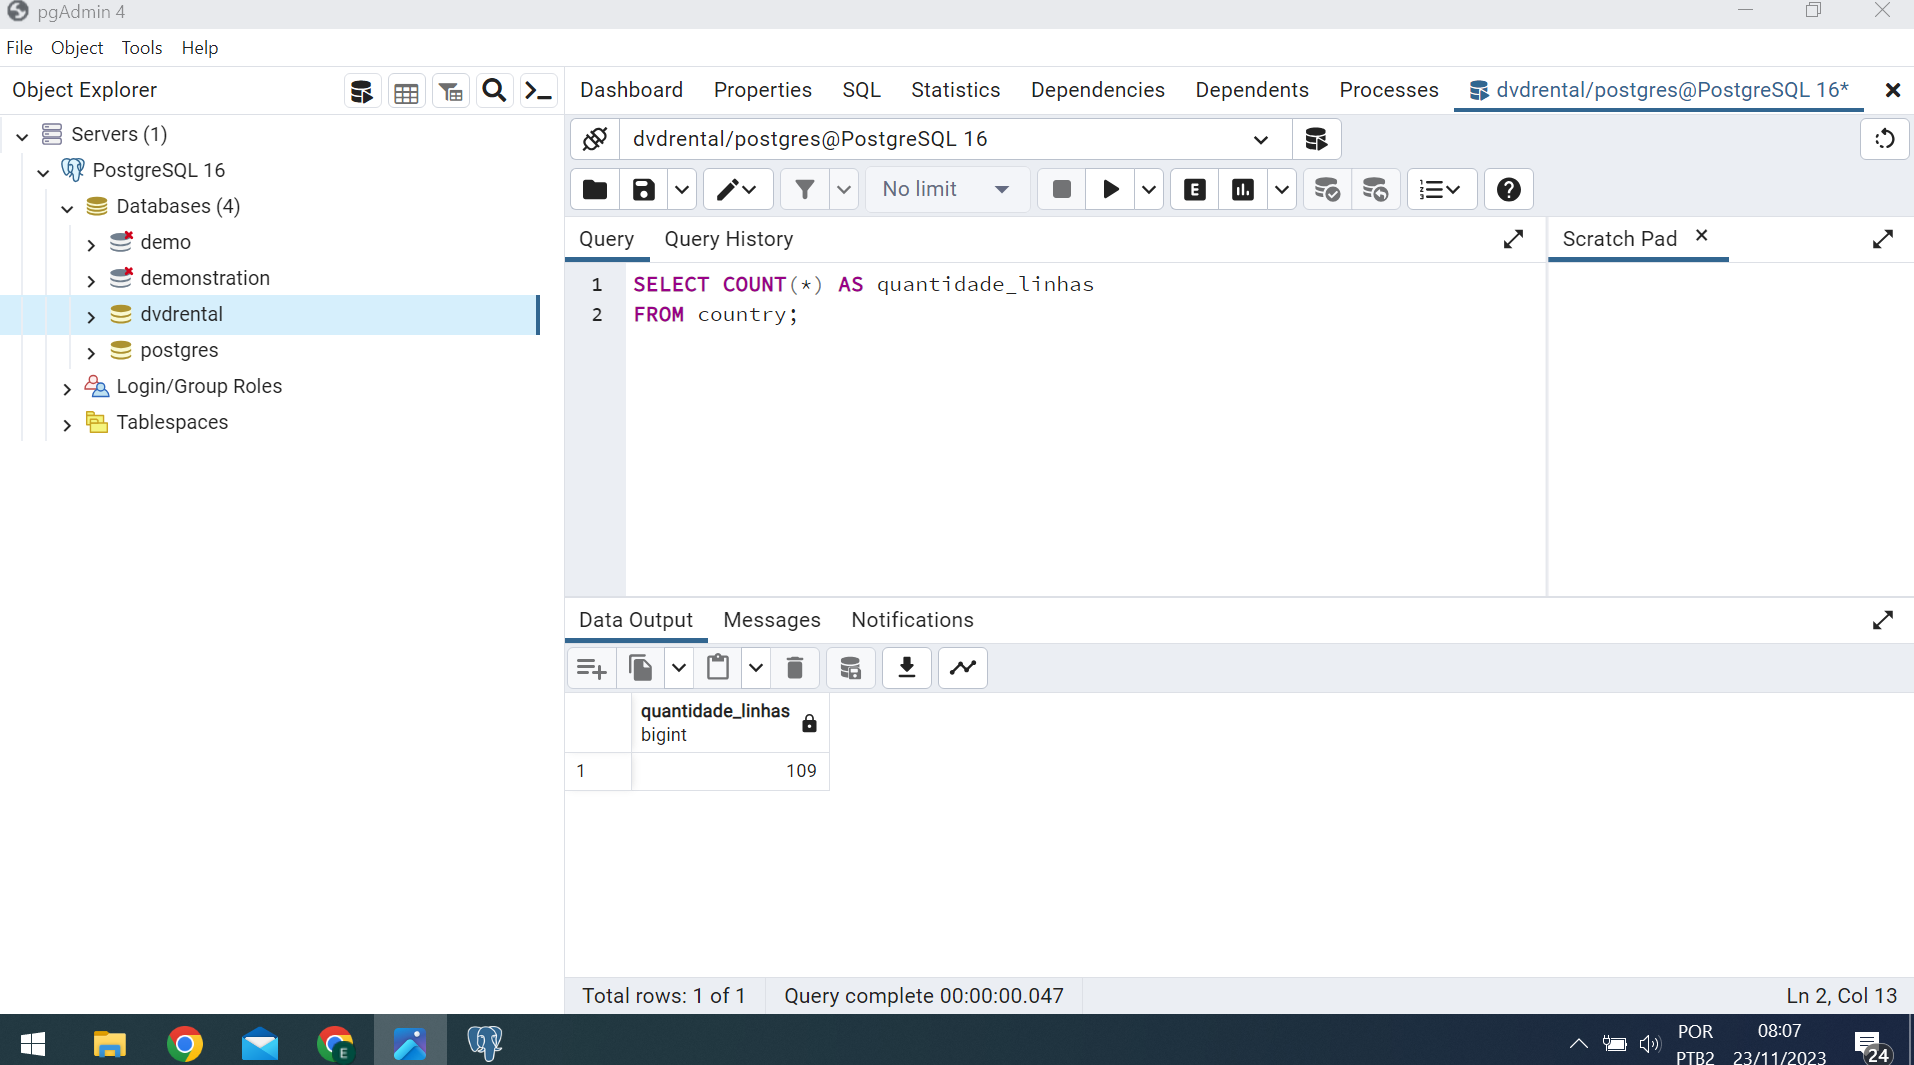 pgAdmin 4
File Object Tools Help
Object Explorer
Dashboard Properties SQL Statistics Dependencies Dependents Processes dvdrental/postgres@PostgreSQL 16*
Servers (1)
PostgreSQL 16
Databases (4)
demo
demonstration
dvdrental
postgres
Login/Group Roles
Tablespaces
dvdrental/postgres@PostgreSQL 16
No limit
E
Query Query History
Scratch Pad
1 SELECT COUNT(*) AS quantidade_linhas
2 FROM country;
Data Output Messages Notifications
quantidade_linhas
bigint
1 109
Total rows: 1 of 1 Query complete 00:00:00.047 Ln 2, Col 13
E
POR 08:07
PTB2 23/11/2023 24